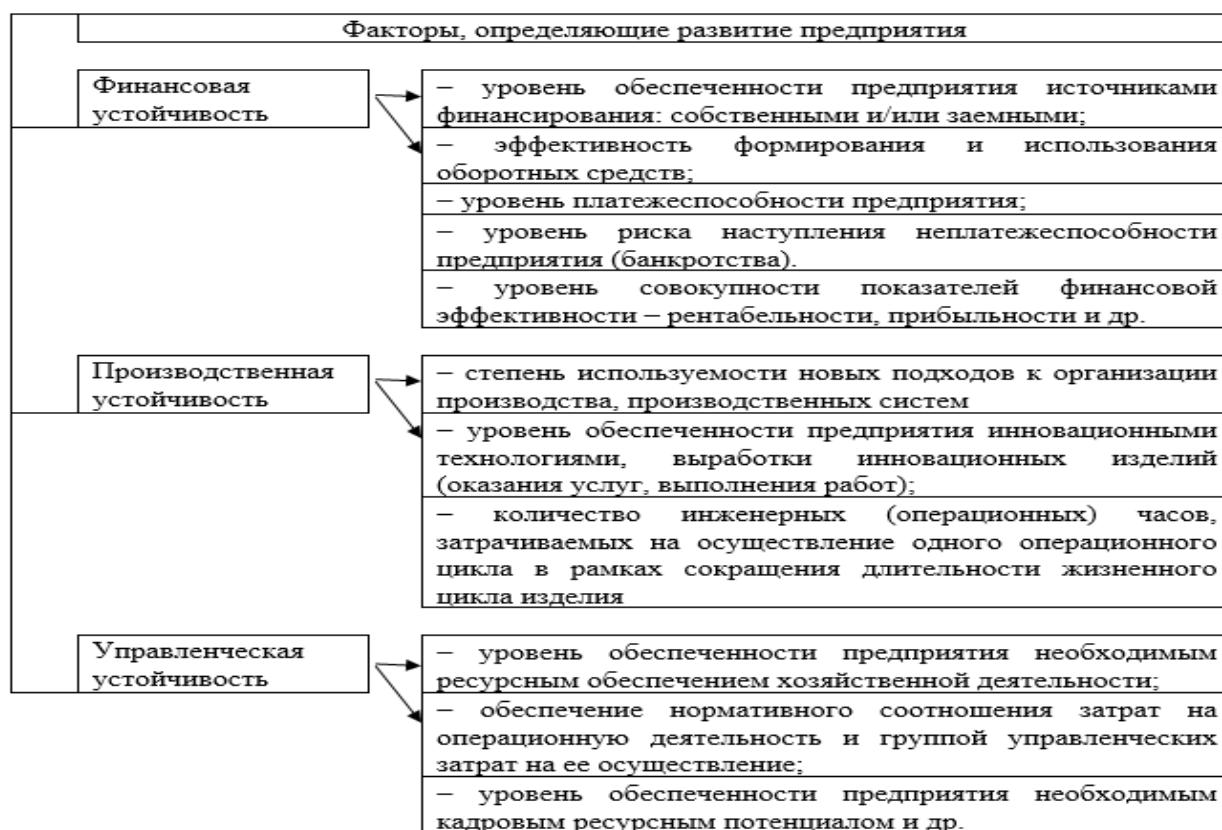 Факторы, определяющие развитие предприятия
Финансовая
устойчивость
– уровень обеспеченности предприятия источниками
финансирования: собственными и/или заемными;
– эффективность формирования и использования
оборотных средств;
– уровень платежеспособности предприятия;
– уровень риска наступления неплатежеспособности
предприятия (банкротства).
– уровень совокупности показателей финансовой
эффективности – рентабельности, прибыльности и др.
Производственная
устойчивость
– степень используемости новых подходов к организации
производства, производственных систем
– уровень обеспеченности предприятия инновационными
технологиями, выработки инновационных изделий
(оказания услуг, выполнения работ);
– количество инженерных (операционных) часов,
затрачиваемых на осуществление одного операционного
цикла в рамках сокращения длительности жизненного
цикла изделия
Управленческая
устойчивость
– уровень обеспеченности предприятия необходимым
ресурсным обеспечением хозяйственной деятельности;
– обеспечение нормативного соотношения затрат на
операционную деятельность и группой управленческих
затрат на ее осуществление;
– уровень обеспеченности предприятия необходимым
кадровым ресурсным потенциалом и др.